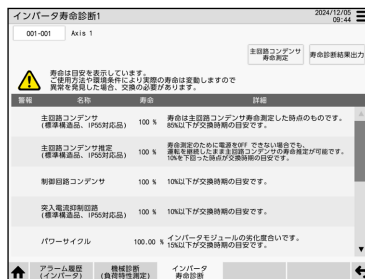 インバータ寿命診断1
2024/12/05
09:44
001-001 Axis 1
主回路コンデンサ
寿命測定
寿命診断結果出力
寿命は目安を表示しています。
ご使用方法や環境条件により実際の寿命は変動しますので
異常を発見した場合、交換の必要があります。
警報 名称 寿命 詳細
主回路コンデンサ
(標準構造品、IP55対応品)
100 %
寿命は主回路コンデンサ寿命測定した時点のものです。
85%以下が交換時期の目安です。
主回路コンデンサ推定
(標準構造品、IP55対応品)
100 %
寿命測定のために電源をOFF できない場合でも、
運転を継続したまま主回路コンデンサの寿命推定が可能です。
10%を下回った時点が交換時期の目安です。
制御回路コンデンサ 100 % 10%以下が交換時期の目安です。
突入電流抑制回路
(標準構造品、IP55対応品)
100 % 10%以下が交換時期の目安です。
パワーサイクル 100.00 %
インバータモジュールの劣化度合いです。
15%以下が交換時期の目安です。
アラーム履歴
(インバータ)
機械診断
(負荷特性測定)
インバータ
寿命診断